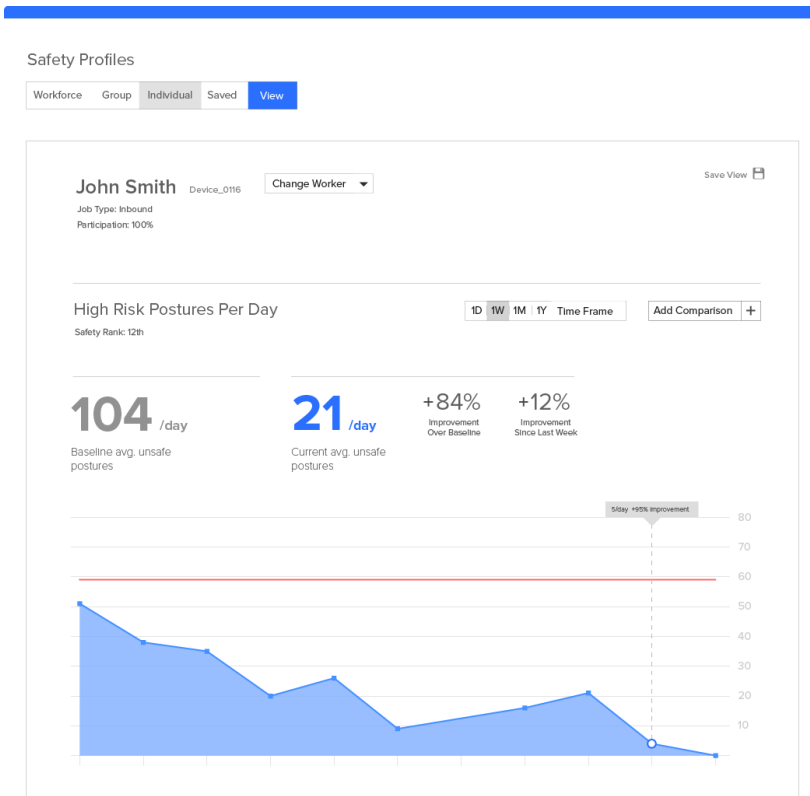 Safety Profiles
Workforce Group Individual Saved View
John Smith Device_0116 Change Worker
Save View
Job Type: Inbound
Participation: 100%
High Risk Postures Per Day
1D 1W 1M 1Y Time Frame
Add Comparison +
Safety Rank: 12th
104 /day
Baseline avg. unsafe
postures
21 /day
Current avg. unsafe
postures
+84%
Improvement
Over Baseline
+12%
Improvement
Since Last Week
5/day +95% improvement
80
70
60
50
40
30
20
10